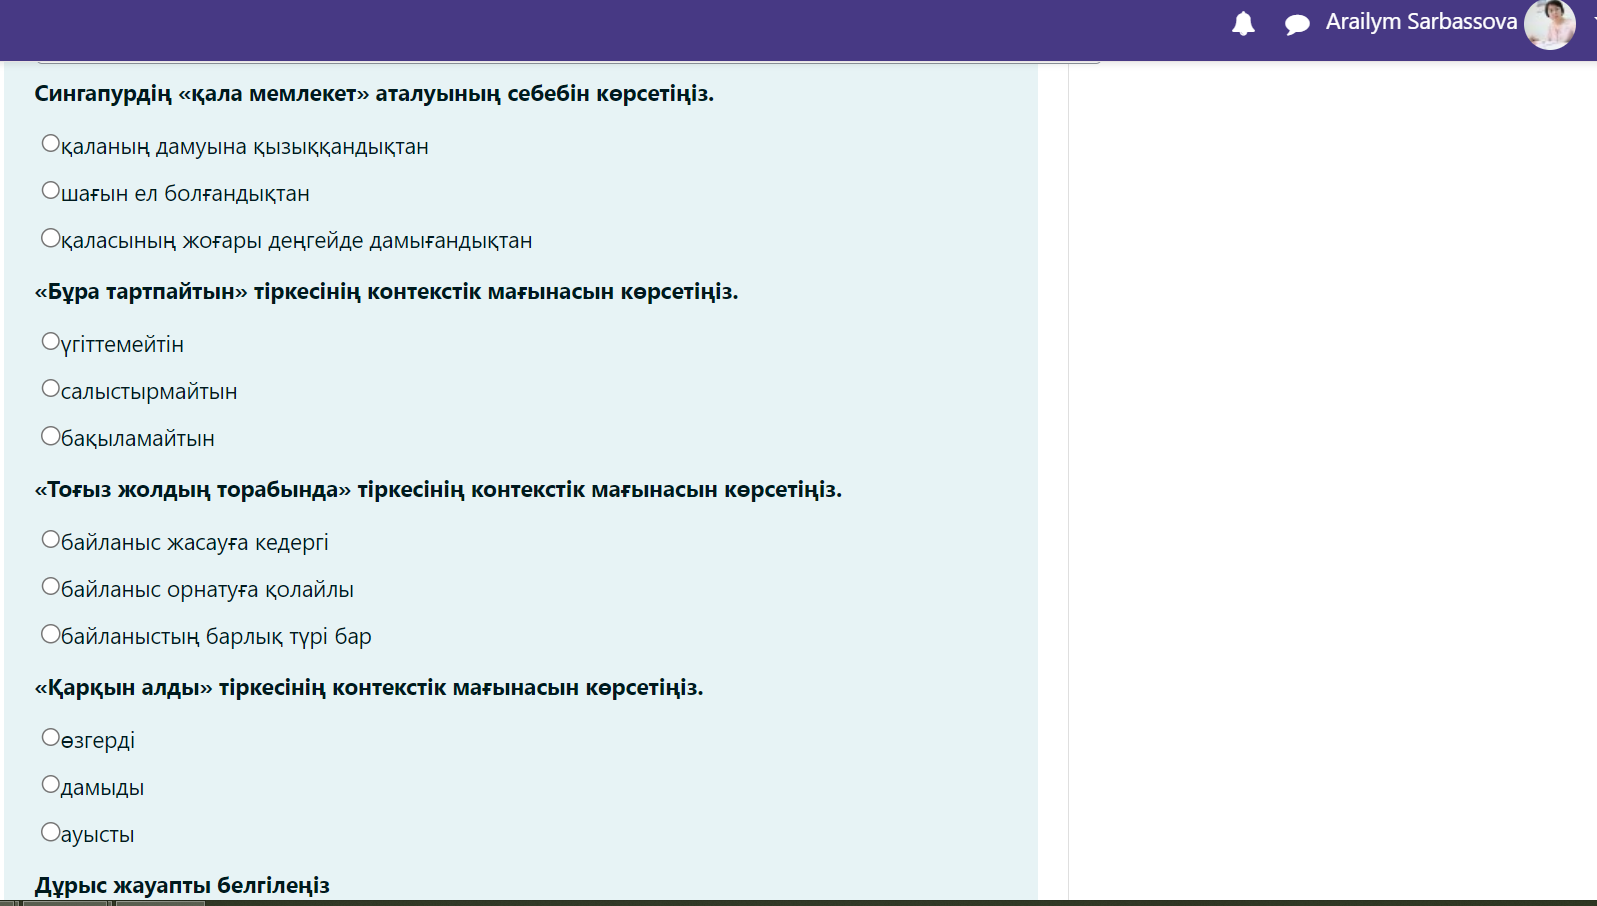 Arailym Sarbassova
Сингапурдің «қала мемлекет» аталуының себебін көрсетіңіз.
қаланың дамуына қызыққандықтан
шағын ел болғандықтан
қаласының жоғары деңгейде дамығандықтан
«Бұра тартпайтын» тіркесінің контекстік мағынасын көрсетіңіз.
үгіттемейтін
салыстырмайтын
бақыламайтын
«Тоғыз жолдың торабында» тіркесінің контекстік мағынасын көрсетіңіз.
байланыс жасауға кедергі
байланыс орнатуға қолайлы
байланыстың барлық түрі бар
«Қарқын алды» тіркесінің контекстік мағынасын көрсетіңіз.
өзгерді
дамыды
ауысты
Дұрыс жауапты белгілеңіз